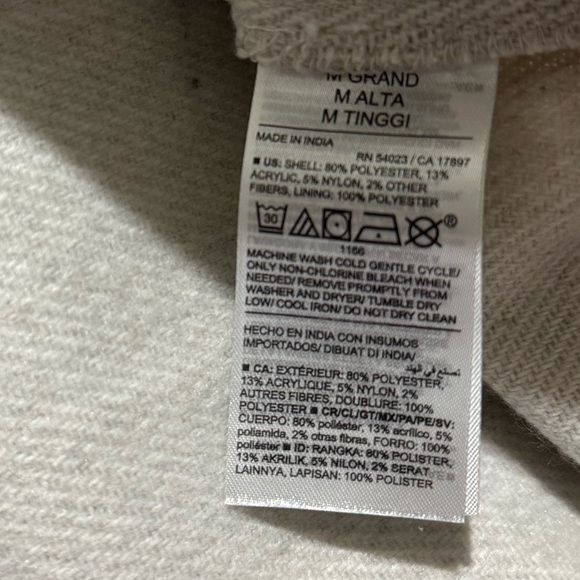 M GRAND
M ALTA
M TINGGI
MADE IN INDIA
RN 54023 / CA 17897
■ US: SHELL: 80% POLYESTER, 13%
ACRYLIC, 5% NYLON, 2% OTHER
FIBERS, LINING: 100% POLYESTER
30 ®
1166
MACHINE WASH COLD GENTLE CYCLE/
ONLY NON-CHLORINE BLEACH WHEN
NEEDED/ REMOVE PROMPTLY FROM
WASHER AND DRYER/ TUMBLE DRY
LOW/ COOL IRON/ DO NOT DRY CLEAN
HECHO EN INDIA CON INSUMOS
IMPORTADOS/ DIBUAT DI INDIA/
تصنع في الهند
■ CA: EXTÉRIEUR: 80% POLYESTER,
13% ACRYLIQUE, 5% NYLON, 2%
AUTRES FIBRES, DOUBLURE: 100%
POLYESTER ■ CR/CL/GT/MX/PA/PE/SV:
CUERPO: 80% poliéster, 13% acrílico, 5%
poliamida, 2% otras fibras, FORRO: 100%
poliéster ■ ID: RANGKA: 80% POLISTER,
13% AKRILIK, 5% NILON, 2% SERAT
LAINNYA, LAPISAN: 100% POLISTER